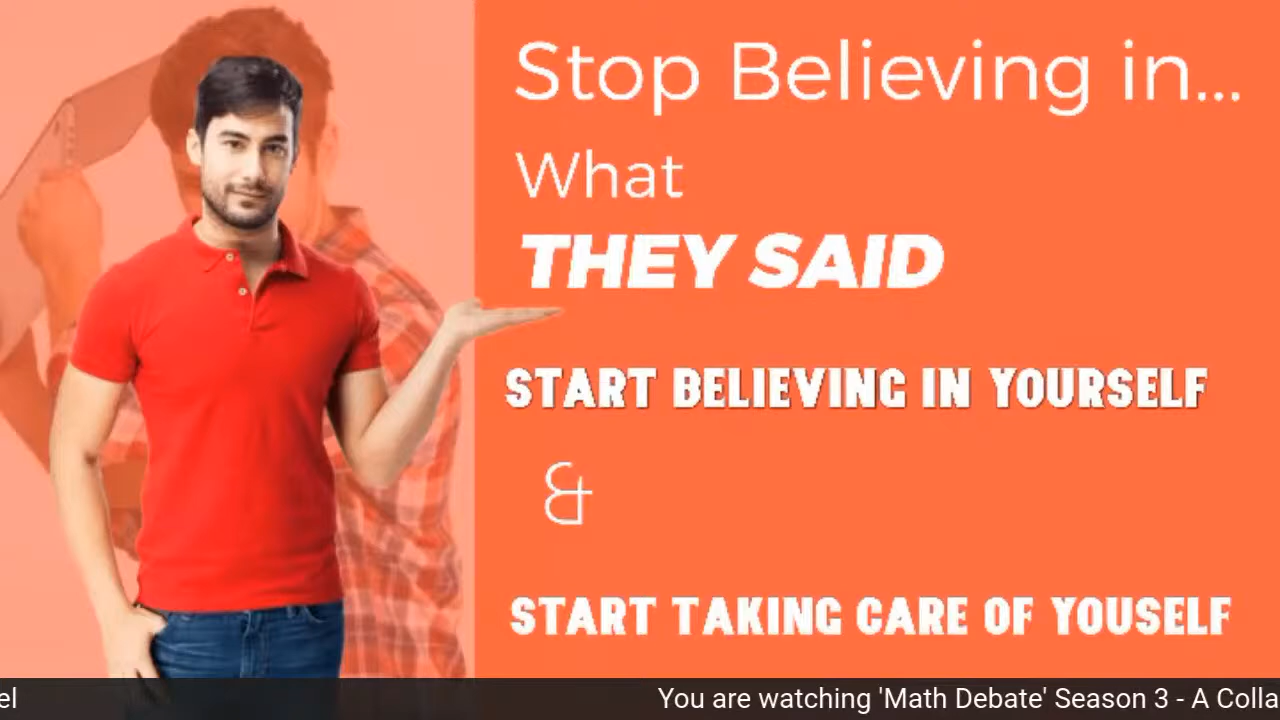 Stop Believing in...
What
THEY SAID
START BELIEVING IN YOURSELF
&
START TAKING CARE OF YOUSELF
el
You are watching 'Math Debate' Season 3 - A Colla